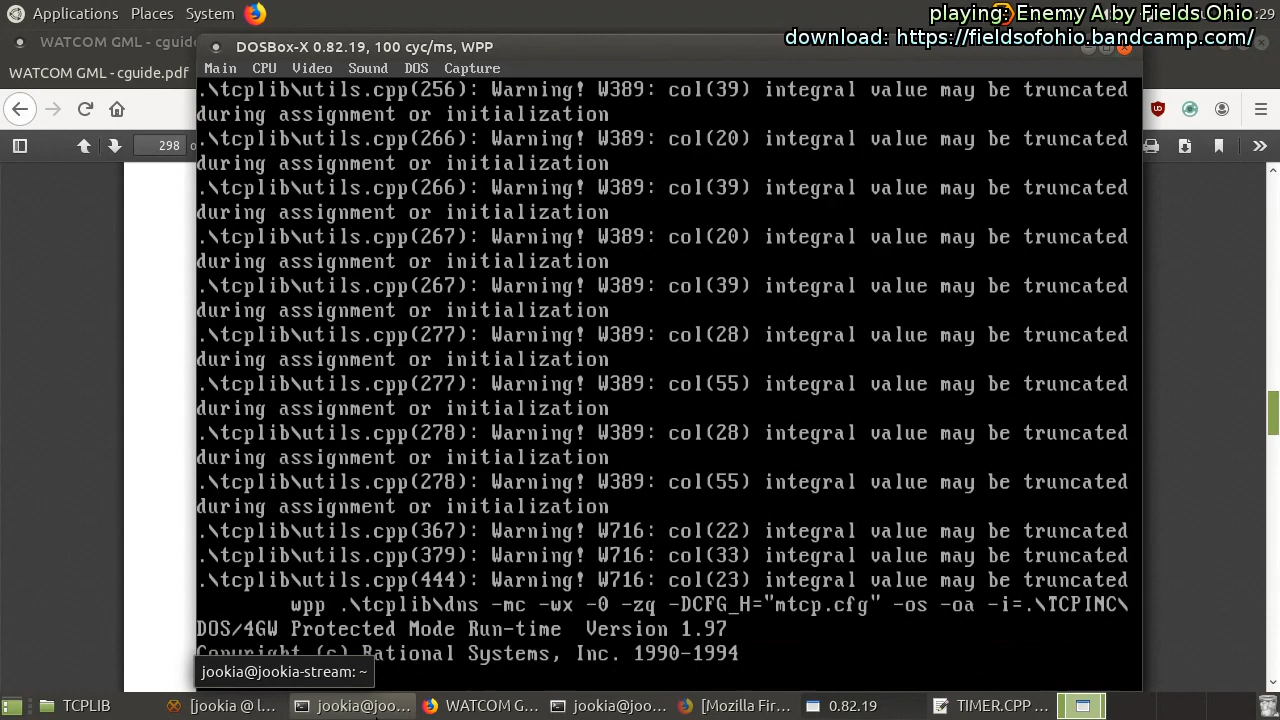 Applications Places System
:29
playing: Enemy A by Fields Ohio
download: https://fieldsofohio.bandcamp.com/
WATCOM GML - cgu
WATCOM GML - cguide.pdf
DOSBox-X 0.82.19, 100 cyc/ms, WPP
Main CPU Video Sound DOS Capture
298
.\tcplib\utils.cpp(256): Warning! W389: col(39) integral value may be truncated
during assignment or initialization
.\tcplib\utils.cpp(266): Warning! W389: col(20) integral value may be truncated
during assignment or initialization
.\tcplib\utils.cpp(266): Warning! W389: col(39) integral value may be truncated
during assignment or initialization
.\tcplib\utils.cpp(267): Warning! W389: col(20) integral value may be truncated
during assignment or initialization
.\tcplib\utils.cpp(267): Warning! W389: col(39) integral value may be truncated
during assignment or initialization
.\tcplib\utils.cpp(277): Warning! W389: col(28) integral value may be truncated
during assignment or initialization
.\tcplib\utils.cpp(277): Warning! W389: col(55) integral value may be truncated
during assignment or initialization
.\tcplib\utils.cpp(278): Warning! W389: col(28) integral value may be truncated
during assignment or initialization
.\tcplib\utils.cpp(278): Warning! W389: col(55) integral value may be truncated
during assignment or initialization
.\tcplib\utils.cpp(367): Warning! W716: col(22) integral value may be truncated
.\tcplib\utils.cpp(379): Warning! W716: col(33) integral value may be truncated
.\tcplib\utils.cpp(444): Warning! W716: col(23) integral value may be truncated
wpp .\tcplib\dns -mc -wx -0 -zq -DCFG_H="mtcp.cfg" -os -oa -i=.\TCPINC\
DOS/4GW Protected Mode Run-time Version 1.97
Copyright (c) Rational Systems, Inc. 1990-1994
jookia@jookia-stream: ~
TCPLIB [jookia @ l... jookia@joo... WATCOM G... jookia@joo... [Mozilla Fir... 0.82.19 TIMER.CPP ...